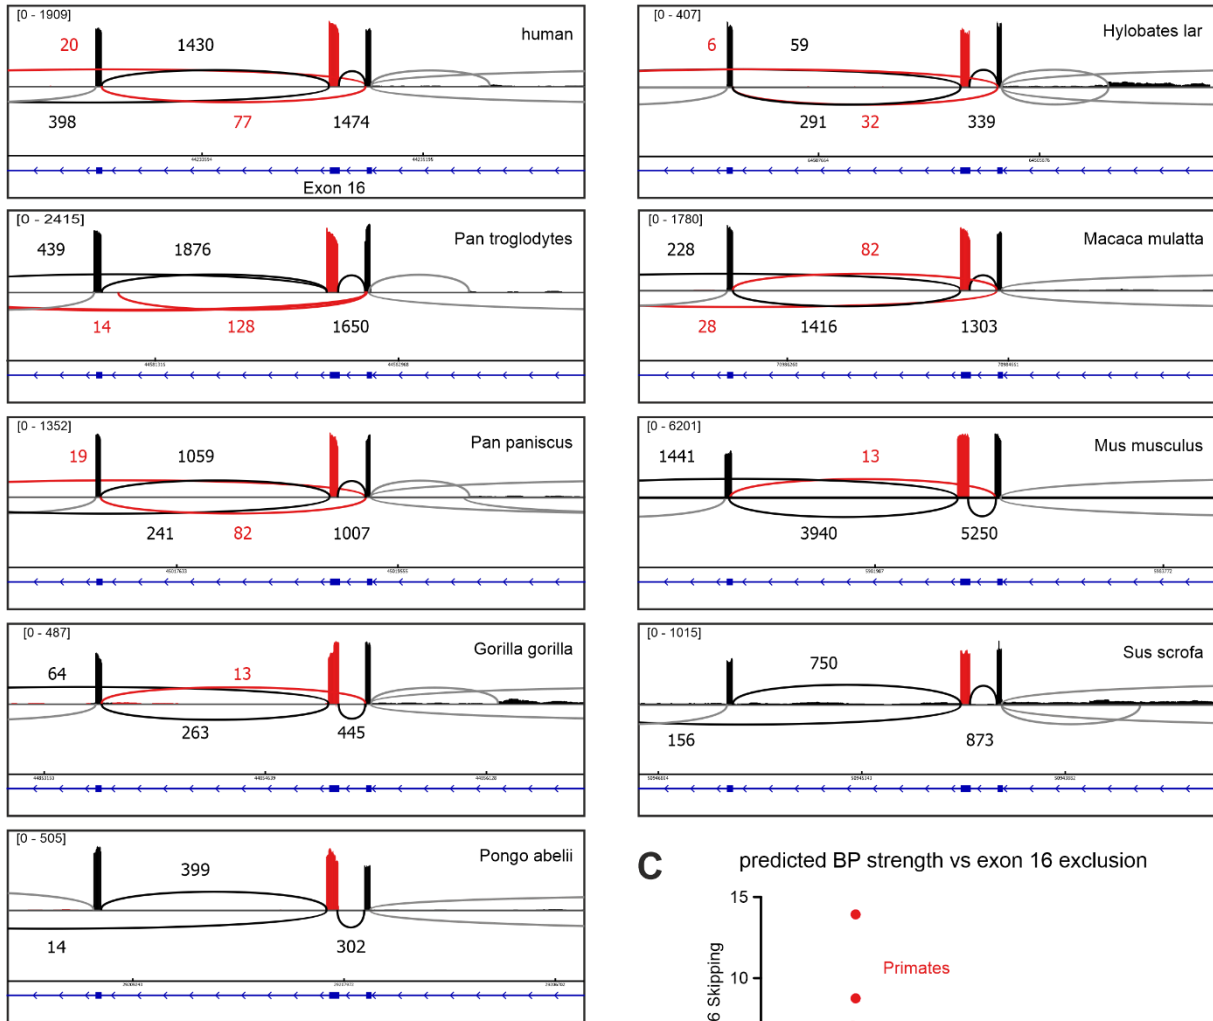 [0 - 1909]
human
20
1430
398
77
1474
Exon 16
[0 - 2415]
Pan troglodytes
439
1876
14
128
1650
[0 - 1352]
Pan paniscus
19
1059
241
82
1007
[0 - 487]
Gorilla gorilla
64
13
263
445
[0 - 505]
Pongo abelii
399
14
302
[0 - 407]
Hylobates lar
6
59
291
32
339
[0 - 1780]
Macaca mulatta
228
82
28
1416
1303
[0 - 6201]
Mus musculus
1441
13
3940
5250
[0 - 1015]
Sus scrofa
750
156
873
C
predicted BP strength vs exon 16 exclusion
15
10
6 Skipping
Primates